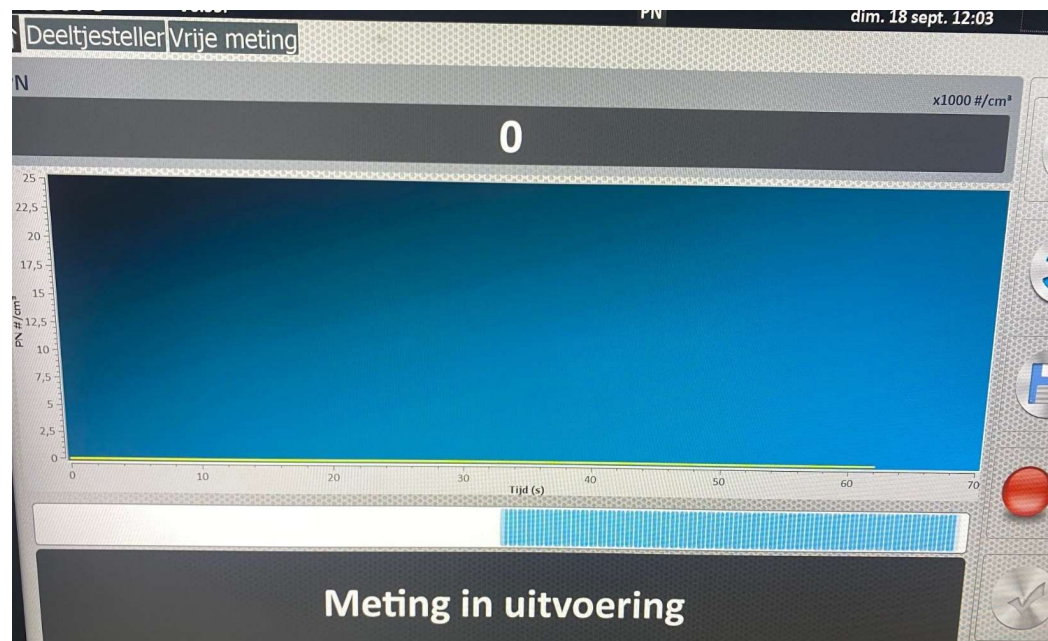 PN
dim. 18 sept. 12:03
Deeltjesteller Vrije meting
PN
x1000 #/cm³
0
25
22,5
20
17,5
15
12,5
10
7,5
5
2,5
0
PN #/cm³
0 10 20 30 40 50 60 70
Tijd (s)
Meting in uitvoering